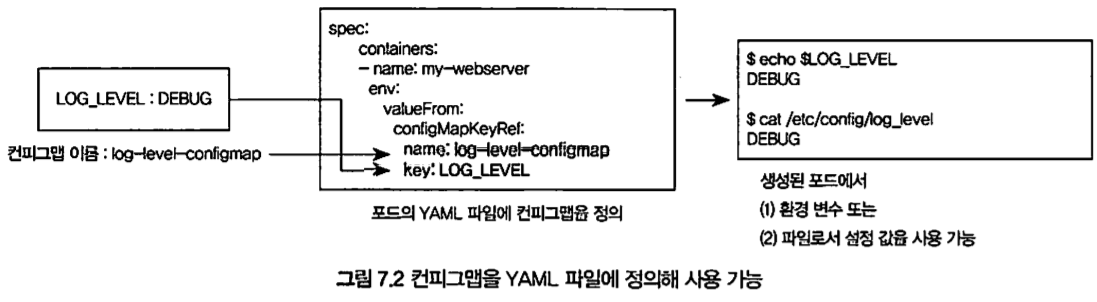 LOG_LEVEL : DEBUG
컨피그맵 이름 : log-level-configmap
spec:
containers:
- name: my-webserver
env:
valueFrom:
configMapKeyRef:
name: log-level-configmap
key: LOG_LEVEL
포드의 YAML 파일에 컨피그맵을 정의
$ echo $LOG_LEVEL
DEBUG
$ cat /etc/config/log_level
DEBUG
생성된 포드에서
(1) 환경 변수 또는
(2) 파일로서 설정 값을 사용 가능
그림 7.2 컨피그맵을 YAML 파일에 정의해 사용 가능